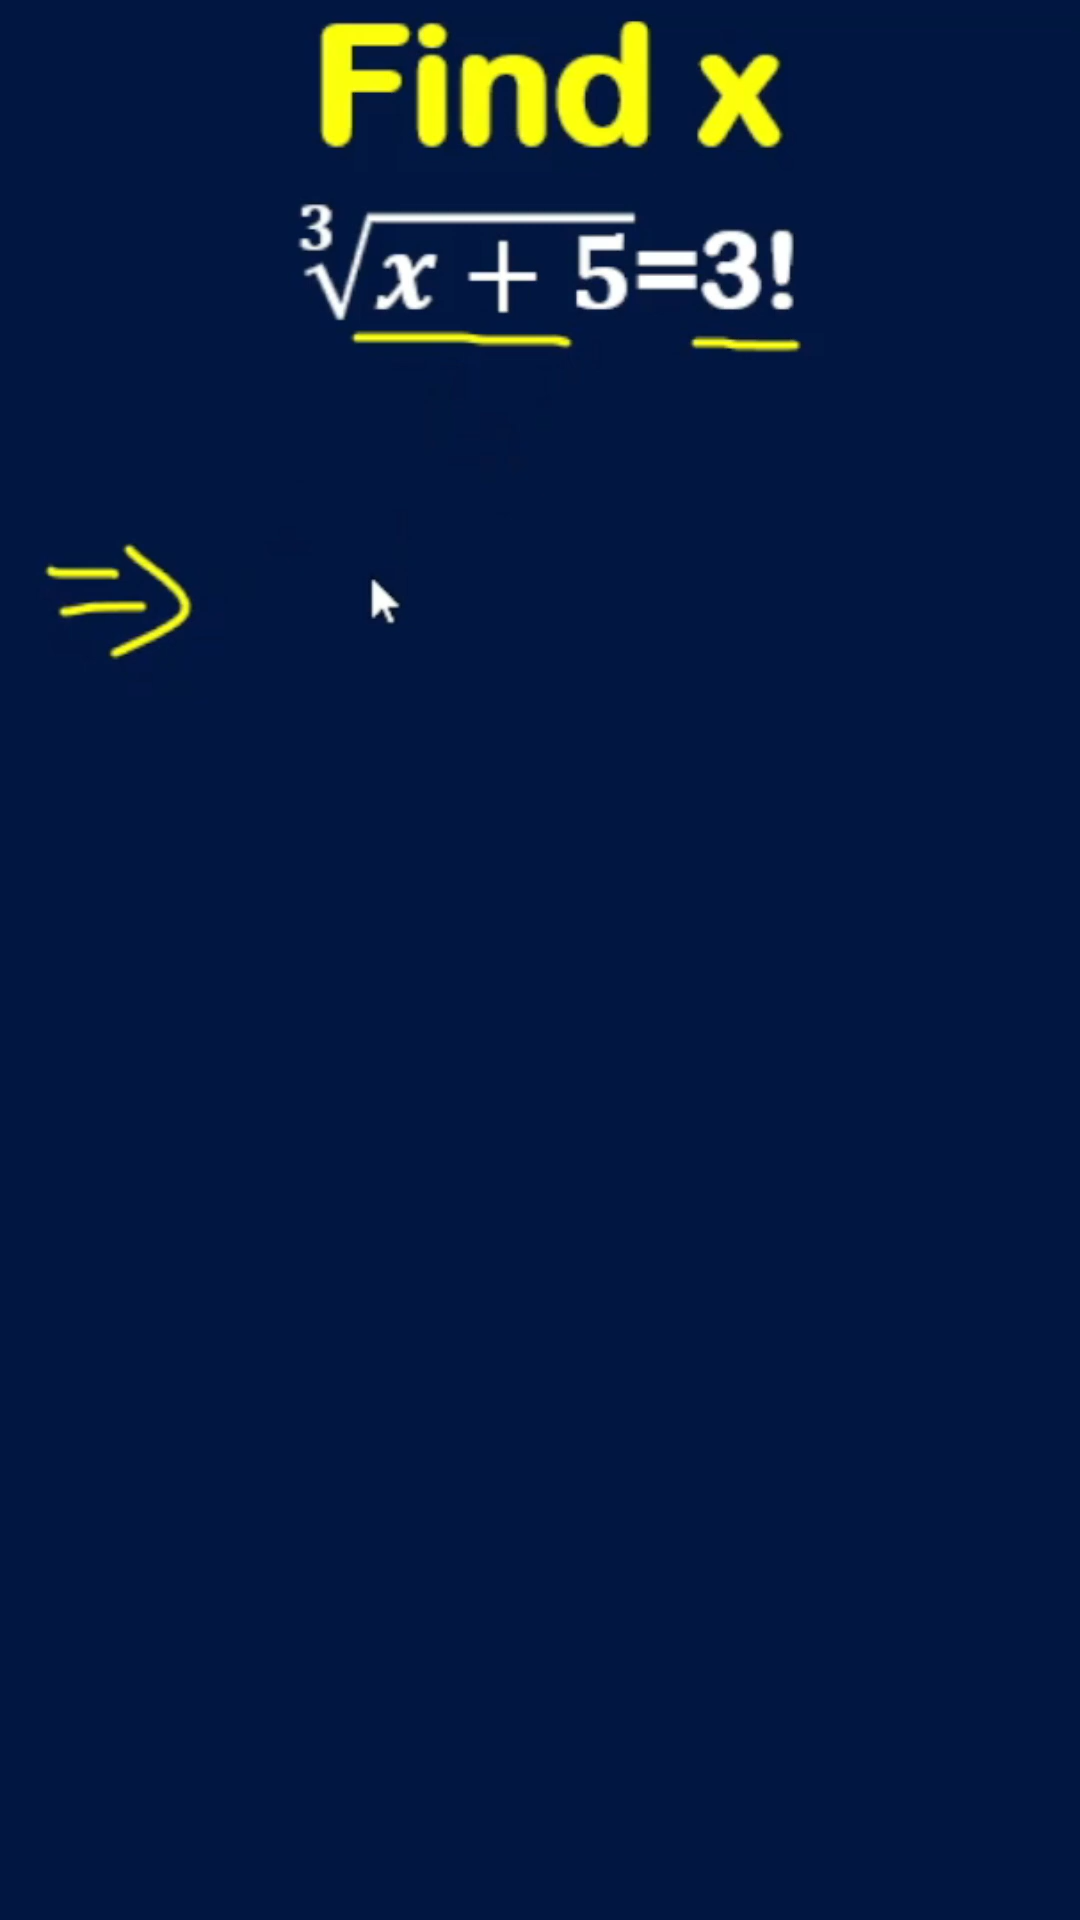 Find x
∛x + 5=3!
⇒